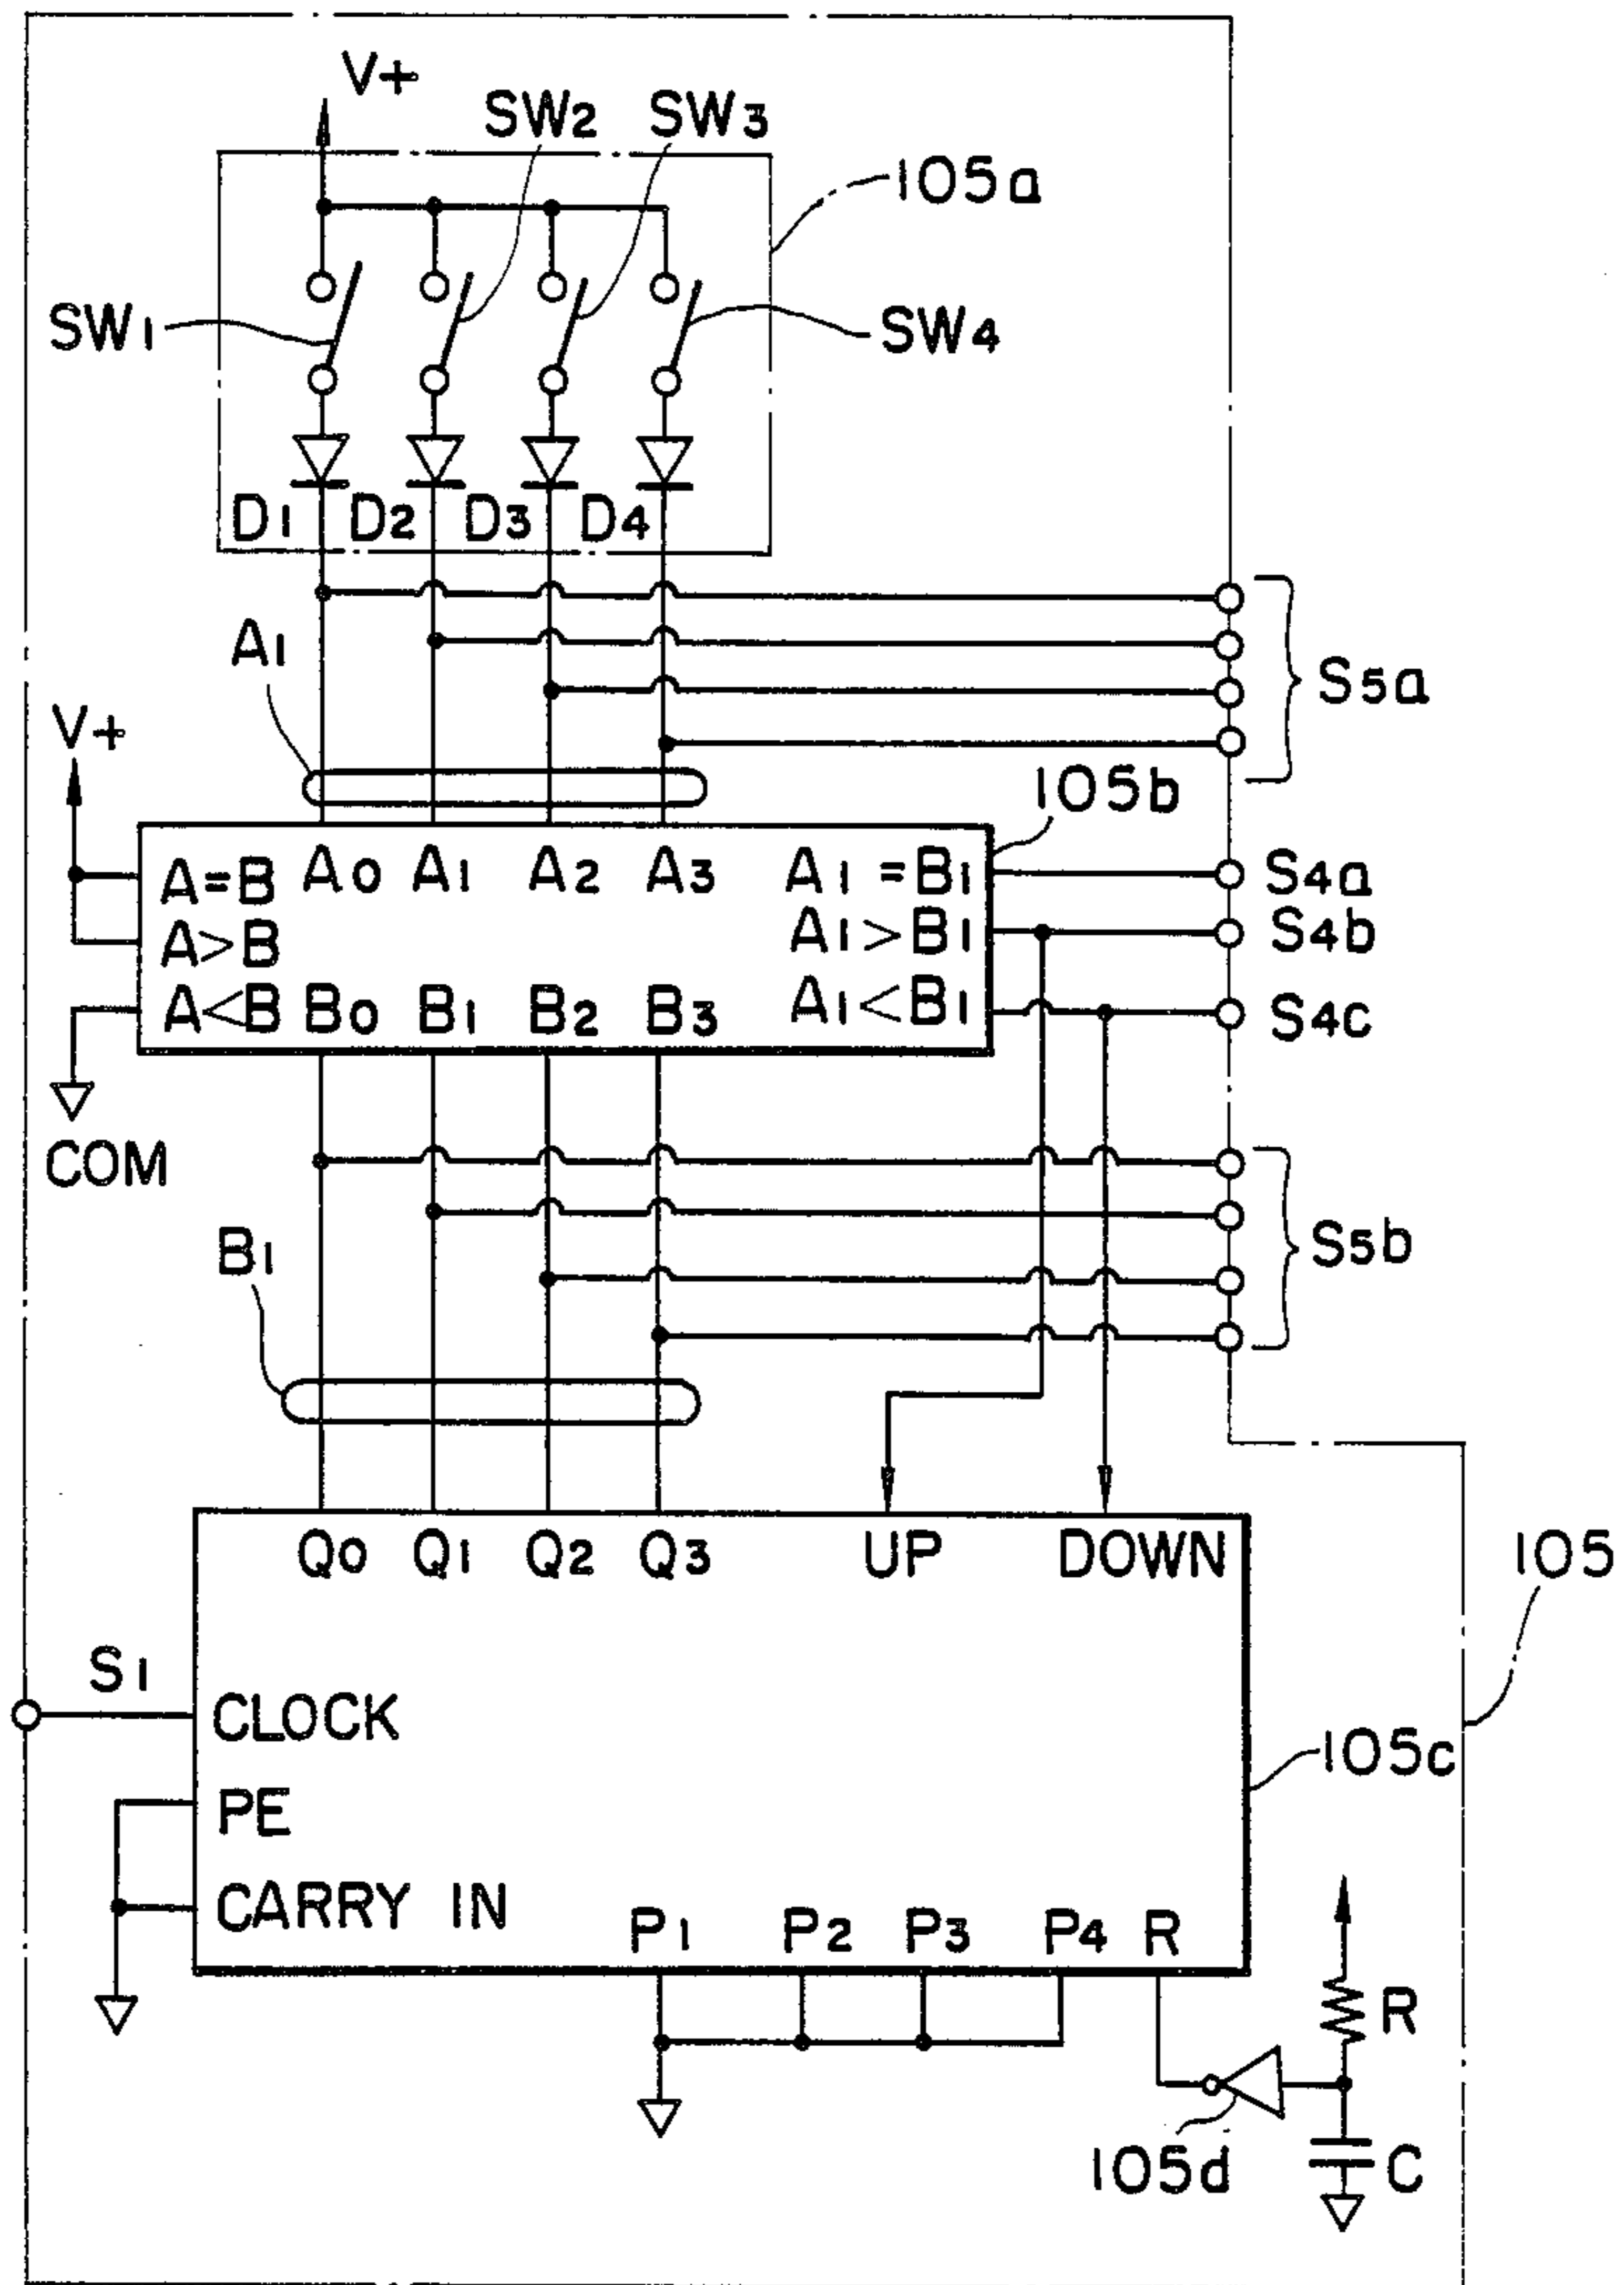 V+
SW2 SW3
105a
SW1
SW4
D1 D2 D3 D4
A1
S5a
V+
105b
A=B A0 A1 A2 A3 A1=B1
S4a
A>B A1>B1
S4b
A<B B0 B1 B2 B3 A1<B1
S4c
COM
B1
S5b
Q0 Q1 Q2 Q3 UP DOWN
105
S1
CLOCK
105c
PE
CARRY IN
P1 P2 P3 P4 R
R
105d
C